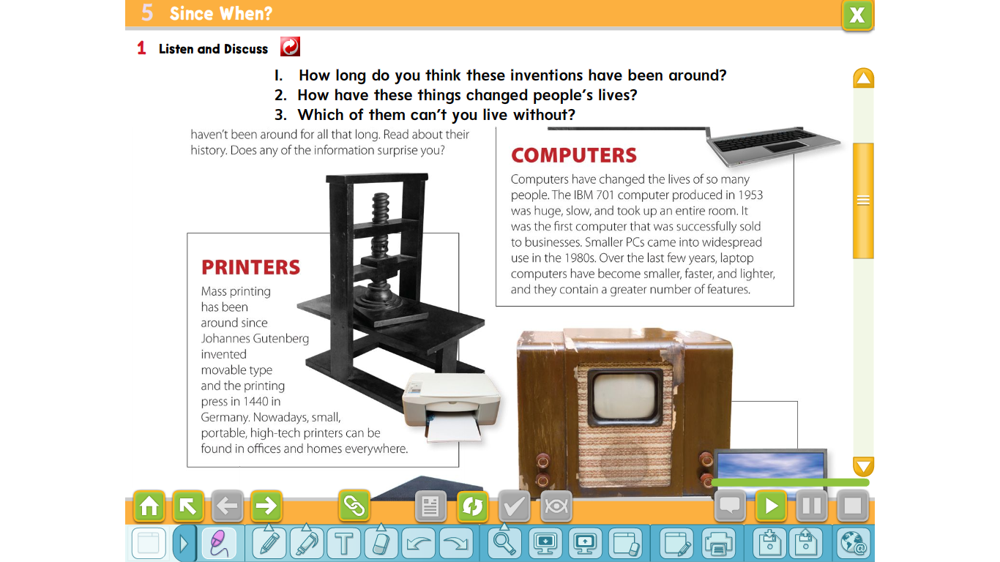 5 Since When?
X
1 Listen and Discuss
1. How long do you think these inventions have been around?
2. How have these things changed people's lives?
3. Which of them can't you live without?
haven't been around for all that long. Read about their
history. Does any of the information surprise you?
PRINTERS
Mass printing
has been
around since
Johannes Gutenberg
invented
movable type
and the printing
press in 1440 in
Germany. Nowadays, small,
portable, high-tech printers can be
found in offices and homes everywhere.
COMPUTERS
Computers have changed the lives of so many
people. The IBM 701 computer produced in 1953
was huge, slow, and took up an entire room. It
was the first computer that was successfully sold
to businesses. Smaller PCs came into widespread
use in the 1980s. Over the last few years, laptop
computers have become smaller, faster, and lighter,
and they contain a greater number of features.
T
@